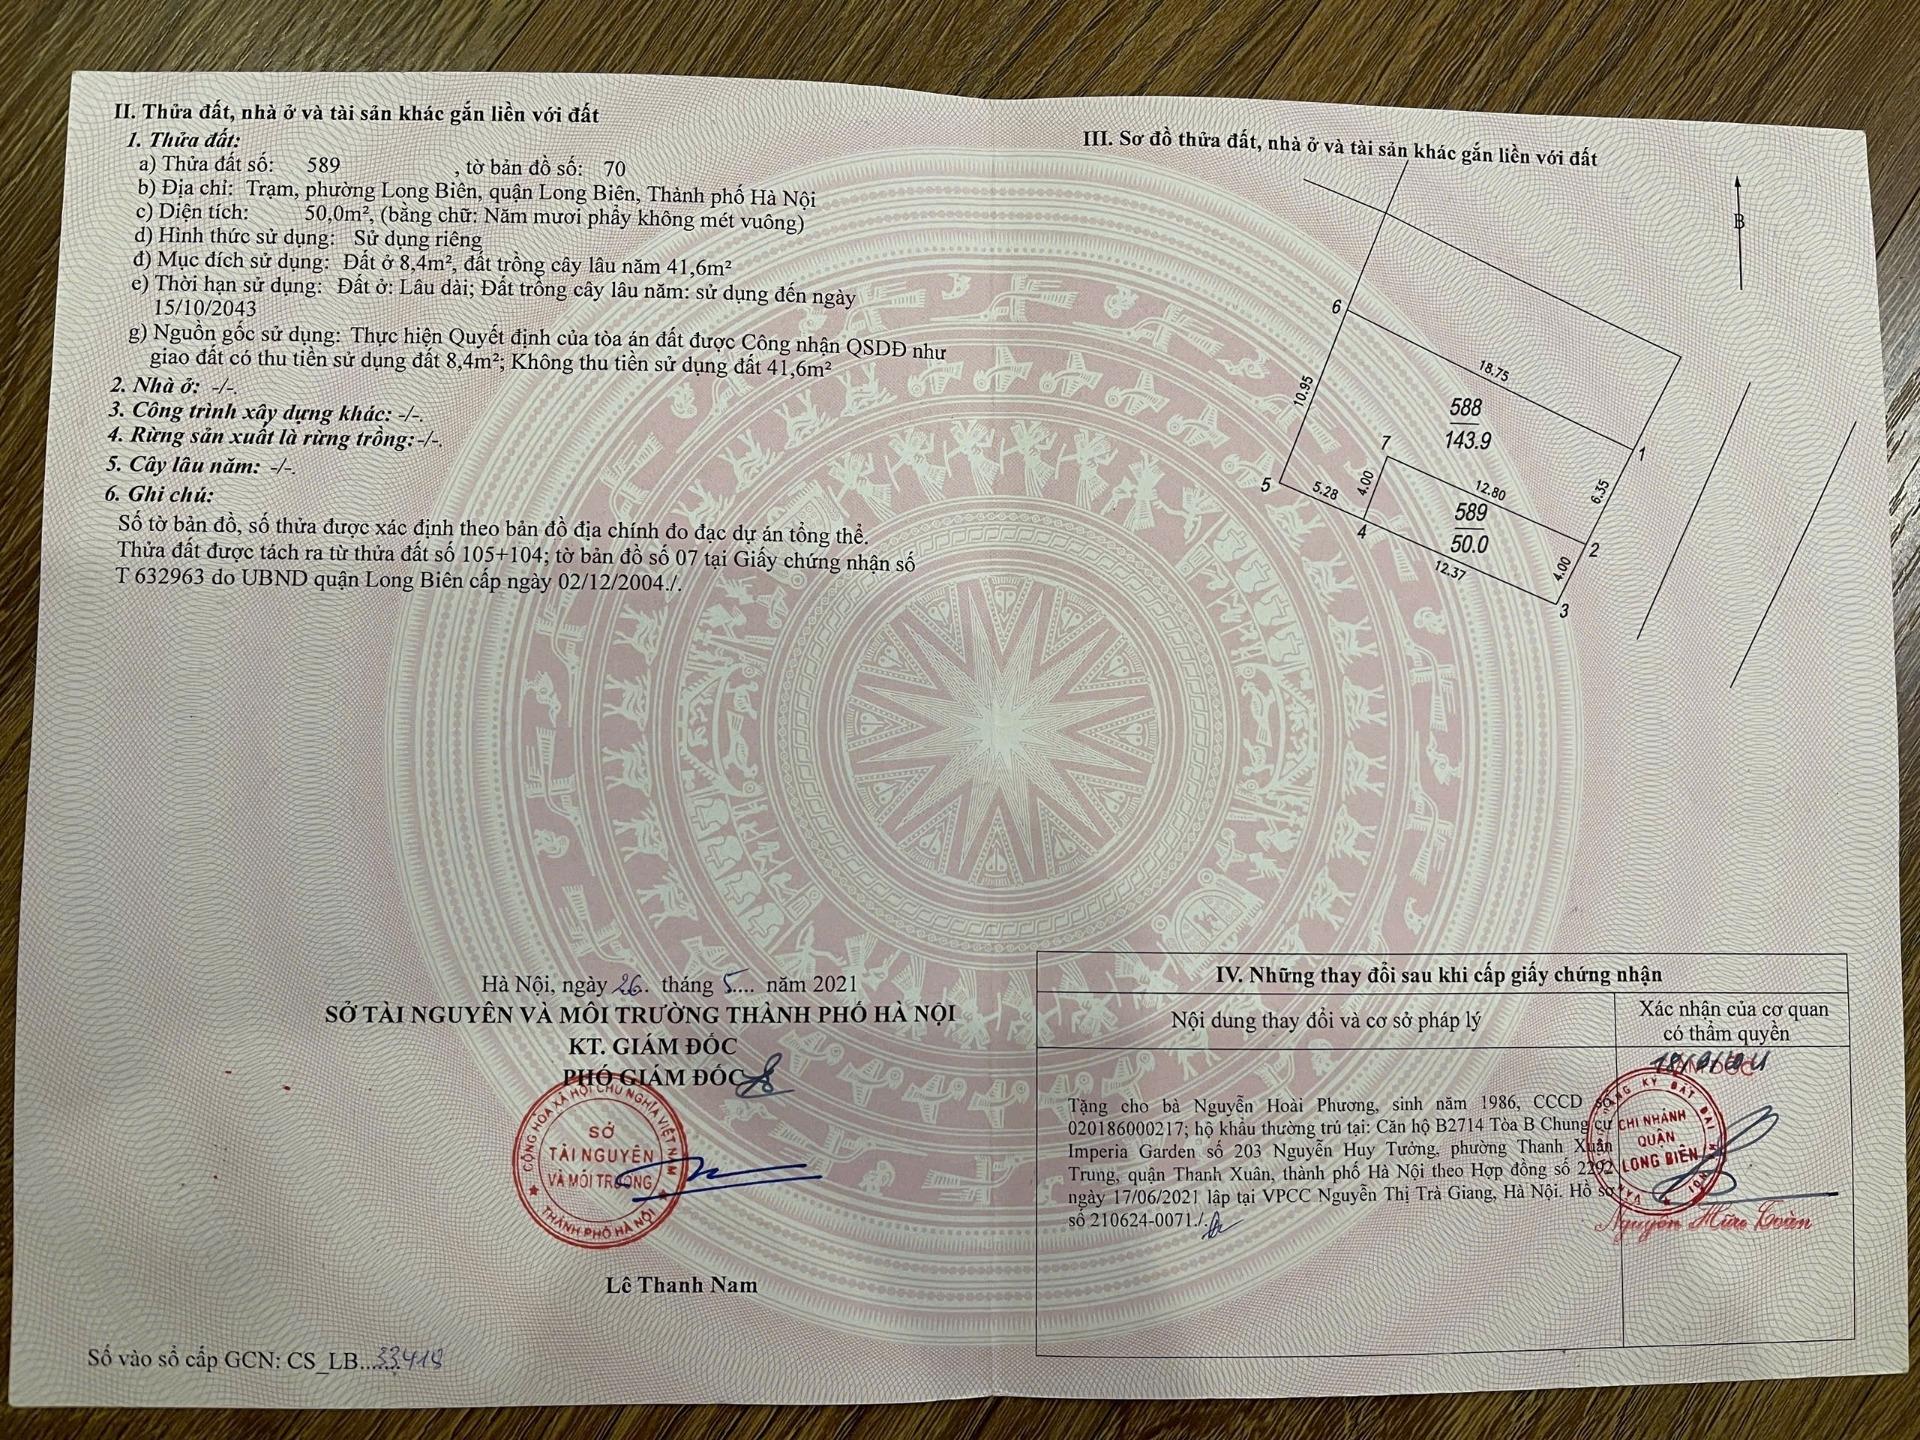 II. Thửa đất, nhà ở và tài sản khác gắn liền với đất
1. Thửa đất:
a) Thửa đất số: 589 , tờ bản đồ số: 70
b) Địa chỉ: Trạm, phường Long Biên, quận Long Biên, Thành phố Hà Nội
c) Diện tích: 50,0m², (bằng chữ: Năm mươi phẩy không mét vuông)
d) Hình thức sử dụng: Sử dụng riêng
đ) Mục đích sử dụng: Đất ở 8,4m², đất trồng cây lâu năm 41,6m²
e) Thời hạn sử dụng: Đất ở: Lâu dài; Đất trồng cây lâu năm: sử dụng đến ngày
15/10/2043
g) Nguồn gốc sử dụng: Thực hiện Quyết định của tòa án đất được Công nhận QSDĐ như
giao đất có thu tiền sử dụng đất 8,4m²; Không thu tiền sử dụng đất 41,6m²
2. Nhà ở: -/-.
3. Công trình xây dựng khác: -/-.
4. Rừng sản xuất là rừng trồng:-/-.
5. Cây lâu năm: -/-.
6. Ghi chú:
Số tờ bản đồ, số thửa được xác định theo bản đồ địa chính đo đạc dự án tổng thể.
Thửa đất được tách ra từ thửa đất số 105+104; tờ bản đồ số 07 tại Giấy chứng nhận số
T 632963 do UBND quận Long Biên cấp ngày 02/12/2004./.
Hà Nội, ngày 26. tháng 5.... năm 2021
SỞ TÀI NGUYÊN VÀ MÔI TRƯỜNG THÀNH PHỐ HÀ NỘI
KT. GIÁM ĐỐC
PHÓ GIÁM ĐỐC
CỘNG HÒA XÃ HỘI CHỦ NGHĨA VIỆT NAM
SỞ
TÀI NGUYÊN
VÀ MÔI TRƯỜNG
THÀNH PHỐ HÀ NỘI
Lê Thanh Nam
Số vào sổ cấp GCN: CS_LB.......33418
III. Sơ đồ thửa đất, nhà ở và tài sản khác gắn liền với đất
B
6
18.75
10.95
588
143.9
1
7
5
5.28
4.00
12.80
6.35
589
50.0
4
2
12.37
4.00
3
IV. Những thay đổi sau khi cấp giấy chứng nhận
Nội dung thay đổi và cơ sở pháp lý
Xác nhận của cơ quan
có thẩm quyền
Tặng cho bà Nguyễn Hoài Phương, sinh năm 1986, CCCD số
020186000217; hộ khẩu thường trú tại: Căn hộ B2714 Tòa B Chung cư
Imperia Garden số 203 Nguyễn Huy Tưởng, phường Thanh Xuân
Trung, quận Thanh Xuân, thành phố Hà Nội theo Hợp đồng số 2292
ngày 17/06/2021 lập tại VPCC Nguyễn Thị Trà Giang, Hà Nội. Hồ sơ
số 210624-0071./.
CHI NHÁNH
QUẬN
LONG BIÊN
Nguyễn Hữu Toàn